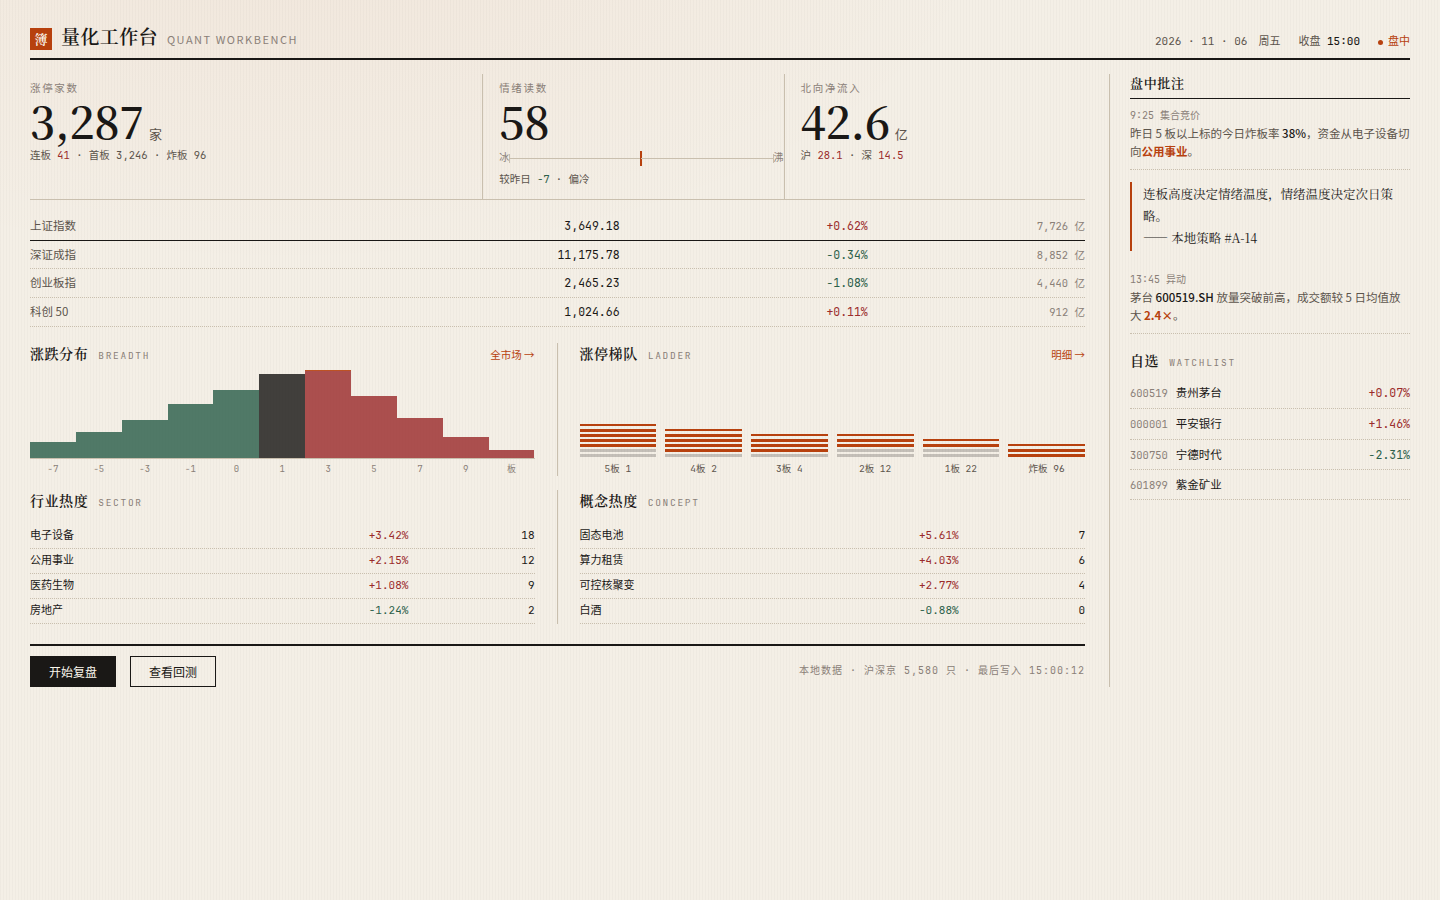 簿 量化工作台 QUANT WORKBENCH
2026 · 11 · 06 周五 收盘 15:00 盘中
涨停家数
3,287 家
连板 41 · 首板 3,246 · 炸板 96
情绪读数
58
冰 沸
较昨日 -7 · 偏冷
北向净流入
42.6 亿
沪 28.1 · 深 14.5
上证指数 3,649.18 +0.62% 7,726 亿
深证成指 11,175.78 -0.34% 8,852 亿
创业板指 2,465.23 -1.08% 4,440 亿
科创 50 1,024.66 +0.11% 912 亿
涨跌分布 BREADTH 全市场→
-7 -5 -3 -1 0 1 3 5 7 9 板
涨停梯队 LADDER 明细→
5板 1 4板 2 3板 4 2板 12 1板 22 炸板 96
行业热度 SECTOR
电子设备 +3.42% 18
公用事业 +2.15% 12
医药生物 +1.08% 9
房地产 -1.24% 2
概念热度 CONCEPT
固态电池 +5.61% 7
算力租赁 +4.03% 6
可控核聚变 +2.77% 4
白酒 -0.88% 0
开始复盘 查看回测
本地数据 · 沪深京 5,580 只 · 最后写入 15:00:12
盘中批注
9:25 集合竞价
昨日 5 板以上标的今日炸板率 38%，资金从电子设备切
向公用事业。
连板高度决定情绪温度，情绪温度决定次日策
略。
—— 本地策略 #A-14
13:45 异动
茅台 600519.SH 放量突破前高，成交额较 5 日均值放
大 2.4×。
自选 WATCHLIST
600519 贵州茅台 +0.07%
000001 平安银行 +1.46%
300750 宁德时代 -2.31%
601899 紫金矿业